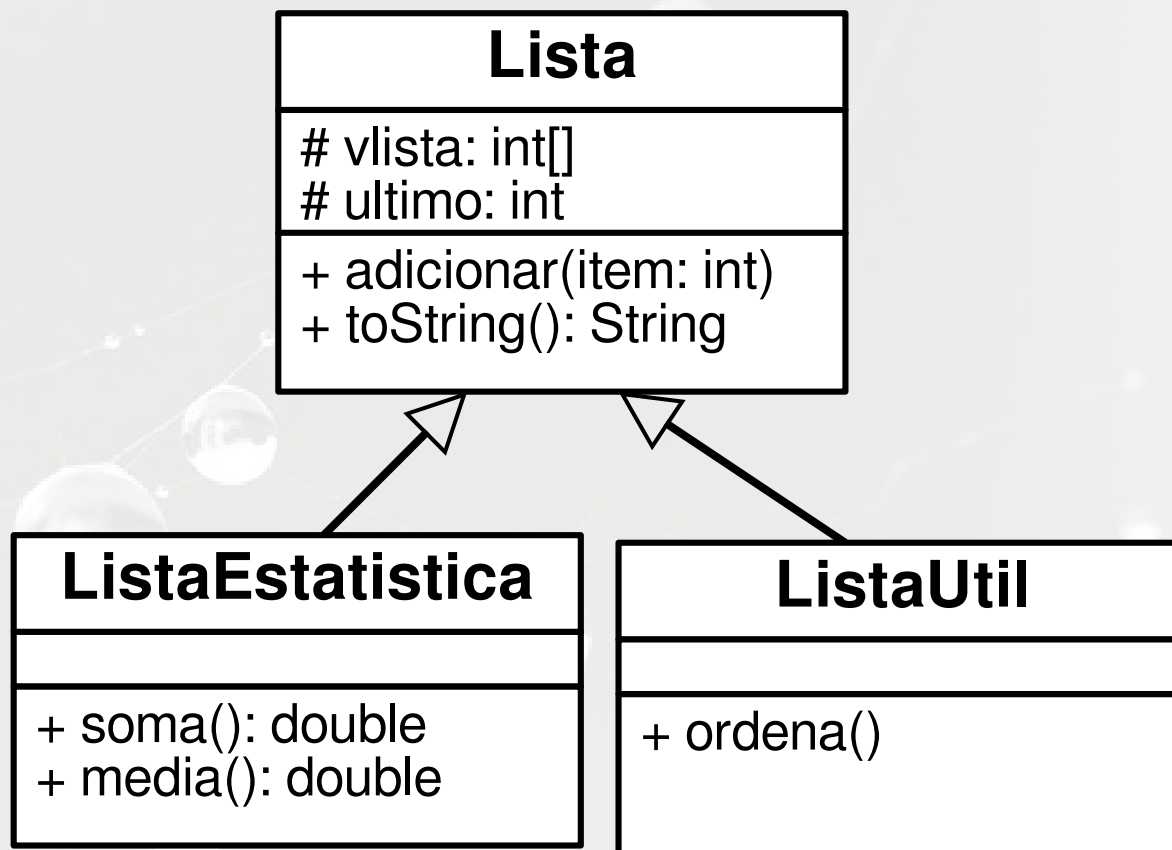 Lista
# vlista: int[]
# ultimo: int
+ adicionar(item: int)
+ toString(): String
ListaEstatistica
+ soma(): double
+ media(): double
ListaUtil
+ ordena()